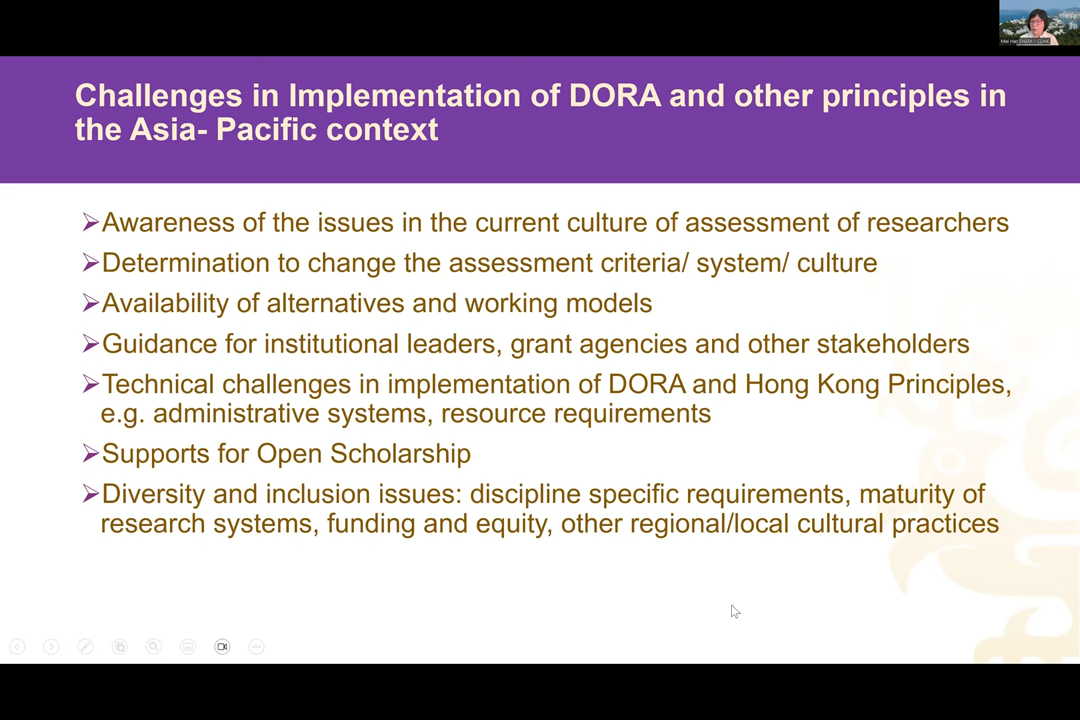 Mai Har SHAM | CUHK
Challenges in Implementation of DORA and other principles in
the Asia- Pacific context
➢Awareness of the issues in the current culture of assessment of researchers
➢Determination to change the assessment criteria/ system/ culture
➢Availability of alternatives and working models
➢Guidance for institutional leaders, grant agencies and other stakeholders
➢Technical challenges in implementation of DORA and Hong Kong Principles,
e.g. administrative systems, resource requirements
➢Supports for Open Scholarship
➢Diversity and inclusion issues: discipline specific requirements, maturity of
research systems, funding and equity, other regional/local cultural practices